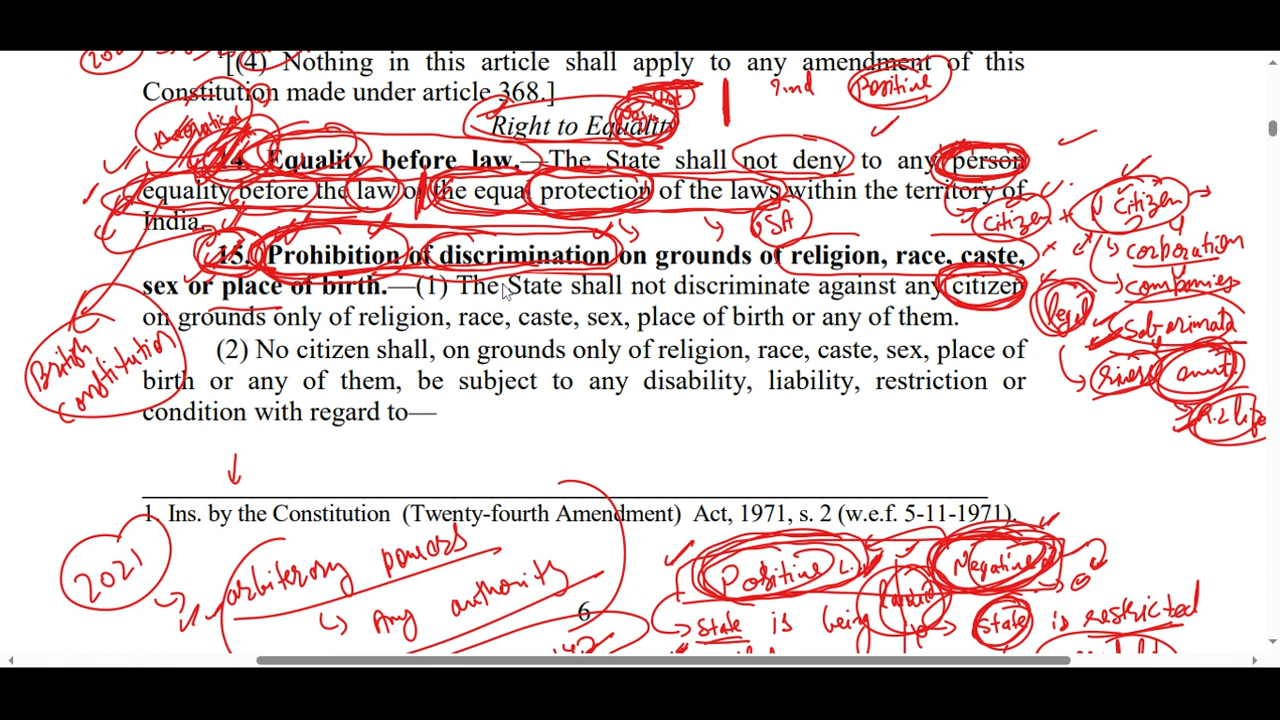 [(4) Nothing in this article shall apply to any amendment of this
Constitution made under article 368.]
Positive
Right to Equality
14. Equality before law.—The State shall not deny to any person
equality before the law or the equal protection of the laws within the territory of
India.
USA
Citizen + N Citizen
corporation
companies
15. Prohibition of discrimination on grounds of religion, race, caste,
sex or place of birth.—(1) The State shall not discriminate against any citizen
on grounds only of religion, race, caste, sex, place of birth or any of them.
legal
British
Constitution
(2) No citizen shall, on grounds only of religion, race, caste, sex, place of
birth or any of them, be subject to any disability, liability, restriction or
condition with regard to—
1. Ins. by the Constitution (Twenty-fourth Amendment) Act, 1971, s. 2 (w.e.f. 5-11-1971).
2021
arbiterory powers
Any authority
6
Positive
Negative
State is being
State is restricted